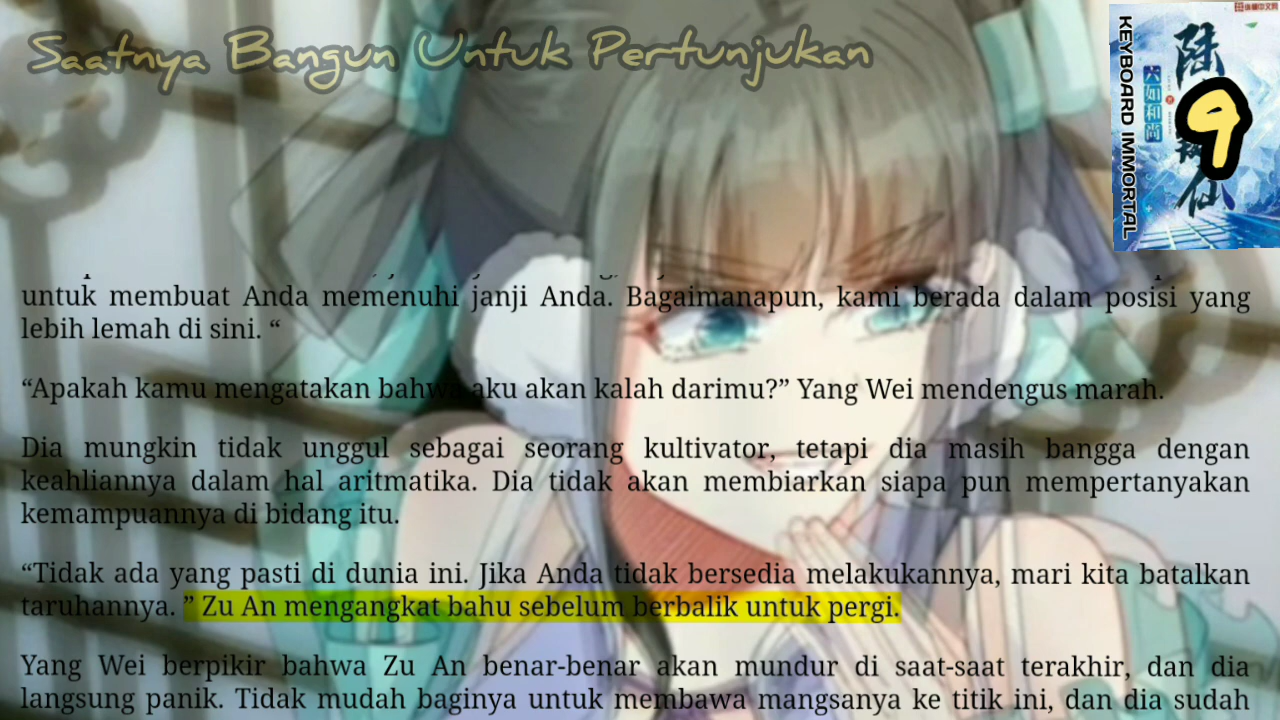 Saatnya Bangun Untuk Pertunjukan
KEYBOARD IMMORTAL
陆
仙
六如和尚
9
untuk membuat Anda memenuhi janji Anda. Bagaimanapun, kami berada dalam posisi yang
lebih lemah di sini. “
“Apakah kamu mengatakan bahwa aku akan kalah darimu?” Yang Wei mendengus marah.
Dia mungkin tidak unggul sebagai seorang kultivator, tetapi dia masih bangga dengan
keahliannya dalam hal aritmatika. Dia tidak akan membiarkan siapa pun mempertanyakan
kemampuannya di bidang itu.
“Tidak ada yang pasti di dunia ini. Jika Anda tidak bersedia melakukannya, mari kita batalkan
taruhannya. ” Zu An mengangkat bahu sebelum berbalik untuk pergi.
Yang Wei berpikir bahwa Zu An benar-benar akan mundur di saat-saat terakhir, dan dia
langsung panik. Tidak mudah baginya untuk membawa mangsanya ke titik ini, dan dia sudah